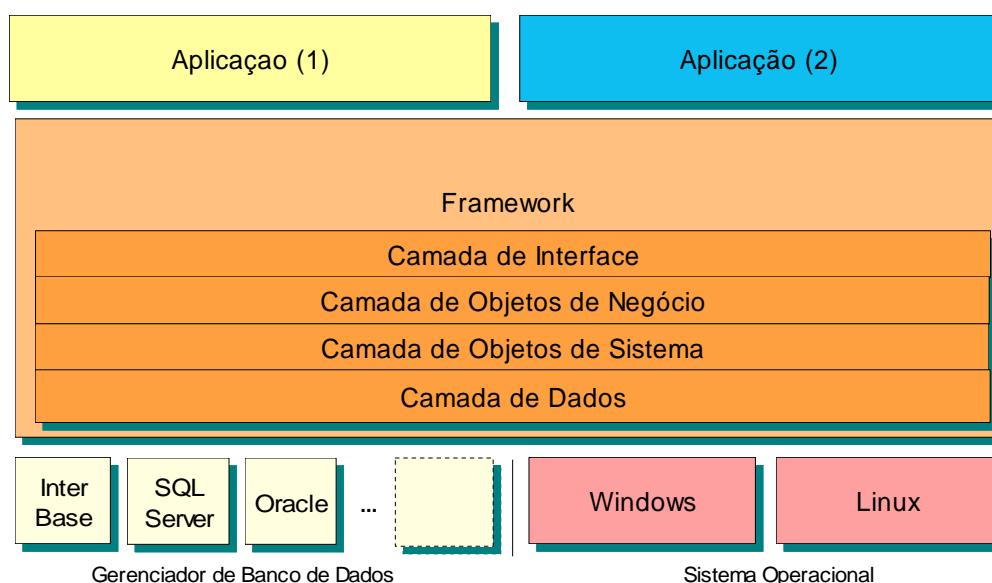 Aplicaçao (1)
Aplicação (2)
Framework
Camada de Interface
Camada de Objetos de Negócio
Camada de Objetos de Sistema
Camada de Dados
Inter
Base
SQL
Server
Oracle
...
Windows
Linux
Gerenciador de Banco de Dados
Sistema Operacional